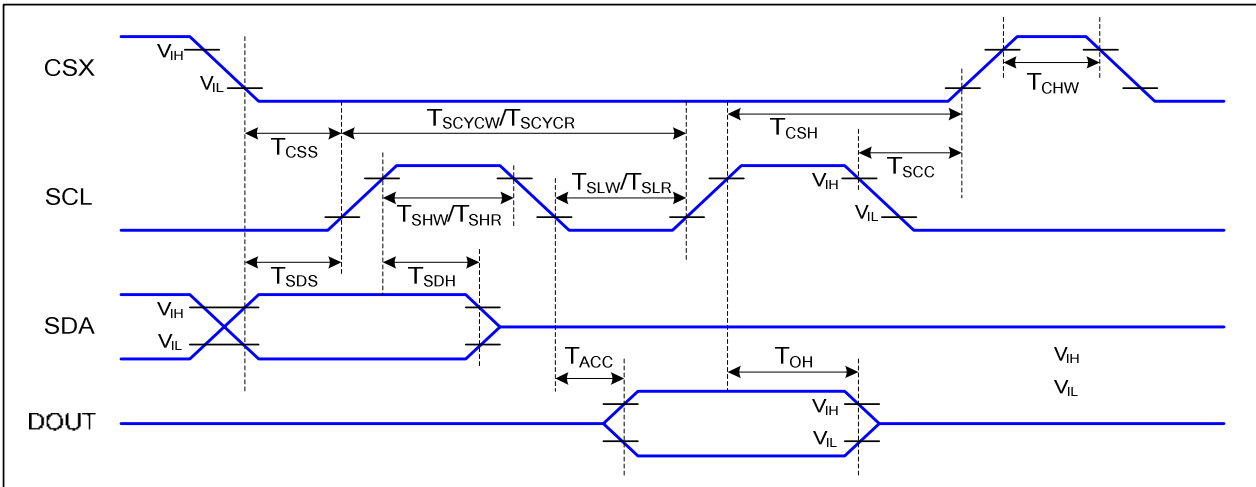 CSX
VIH
VIL
TCHW
TSCYCW/TSCYCR
TCSH
TCSS
TSCC
SCL
TSLW/TSLR
VIH
TSHW/TSHR
VIL
TSDS
TSDH
SDA
VIH
VIL
TACC
TOH
VIH
VIL
DOUT
VIH
VIL